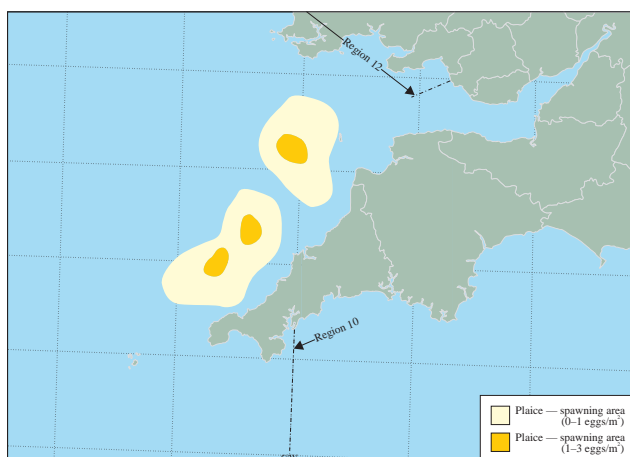 Region 12
Region 10
Plaice — spawning area
(0–1 eggs/m²)
Plaice — spawning area
(1–3 eggs/m²)